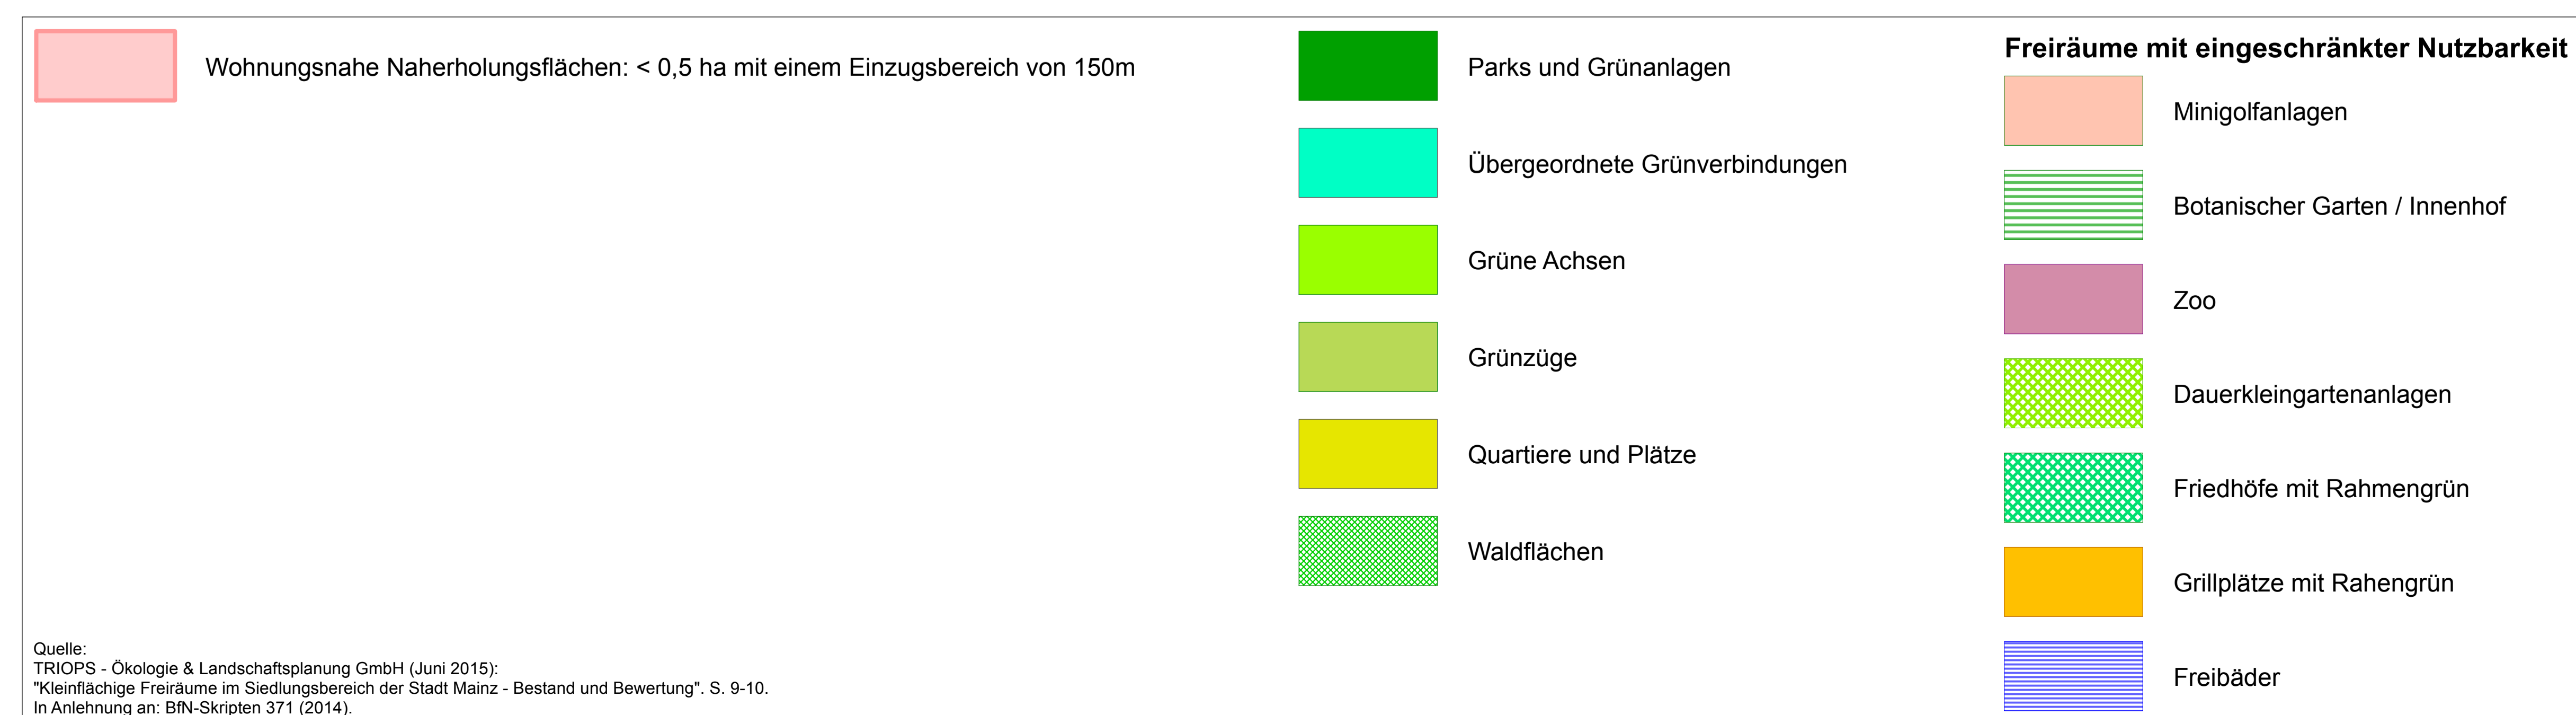 Wohnungsnahe Naherholungsflächen: < 0,5 ha mit einem Einzugsbereich von 150m
Parks und Grünanlagen
Übergeordnete Grünverbindungen
Grüne Achsen
Grünzüge
Quartiere und Plätze
Waldflächen
Freiräume mit eingeschränkter Nutzbarkeit
Minigolfanlagen
Botanischer Garten / Innenhof
Zoo
Dauerkleingartenanlagen
Friedhöfe mit Rahmengrün
Grillplätze mit Rahengrün
Freibäder
Quelle:
TRIOPS - Ökologie & Landschaftsplanung GmbH (Juni 2015):
"Kleinflächige Freiräume im Siedlungsbereich der Stadt Mainz - Bestand und Bewertung". S. 9-10.
In Anlehnung an: BfN-Skripten 371 (2014).